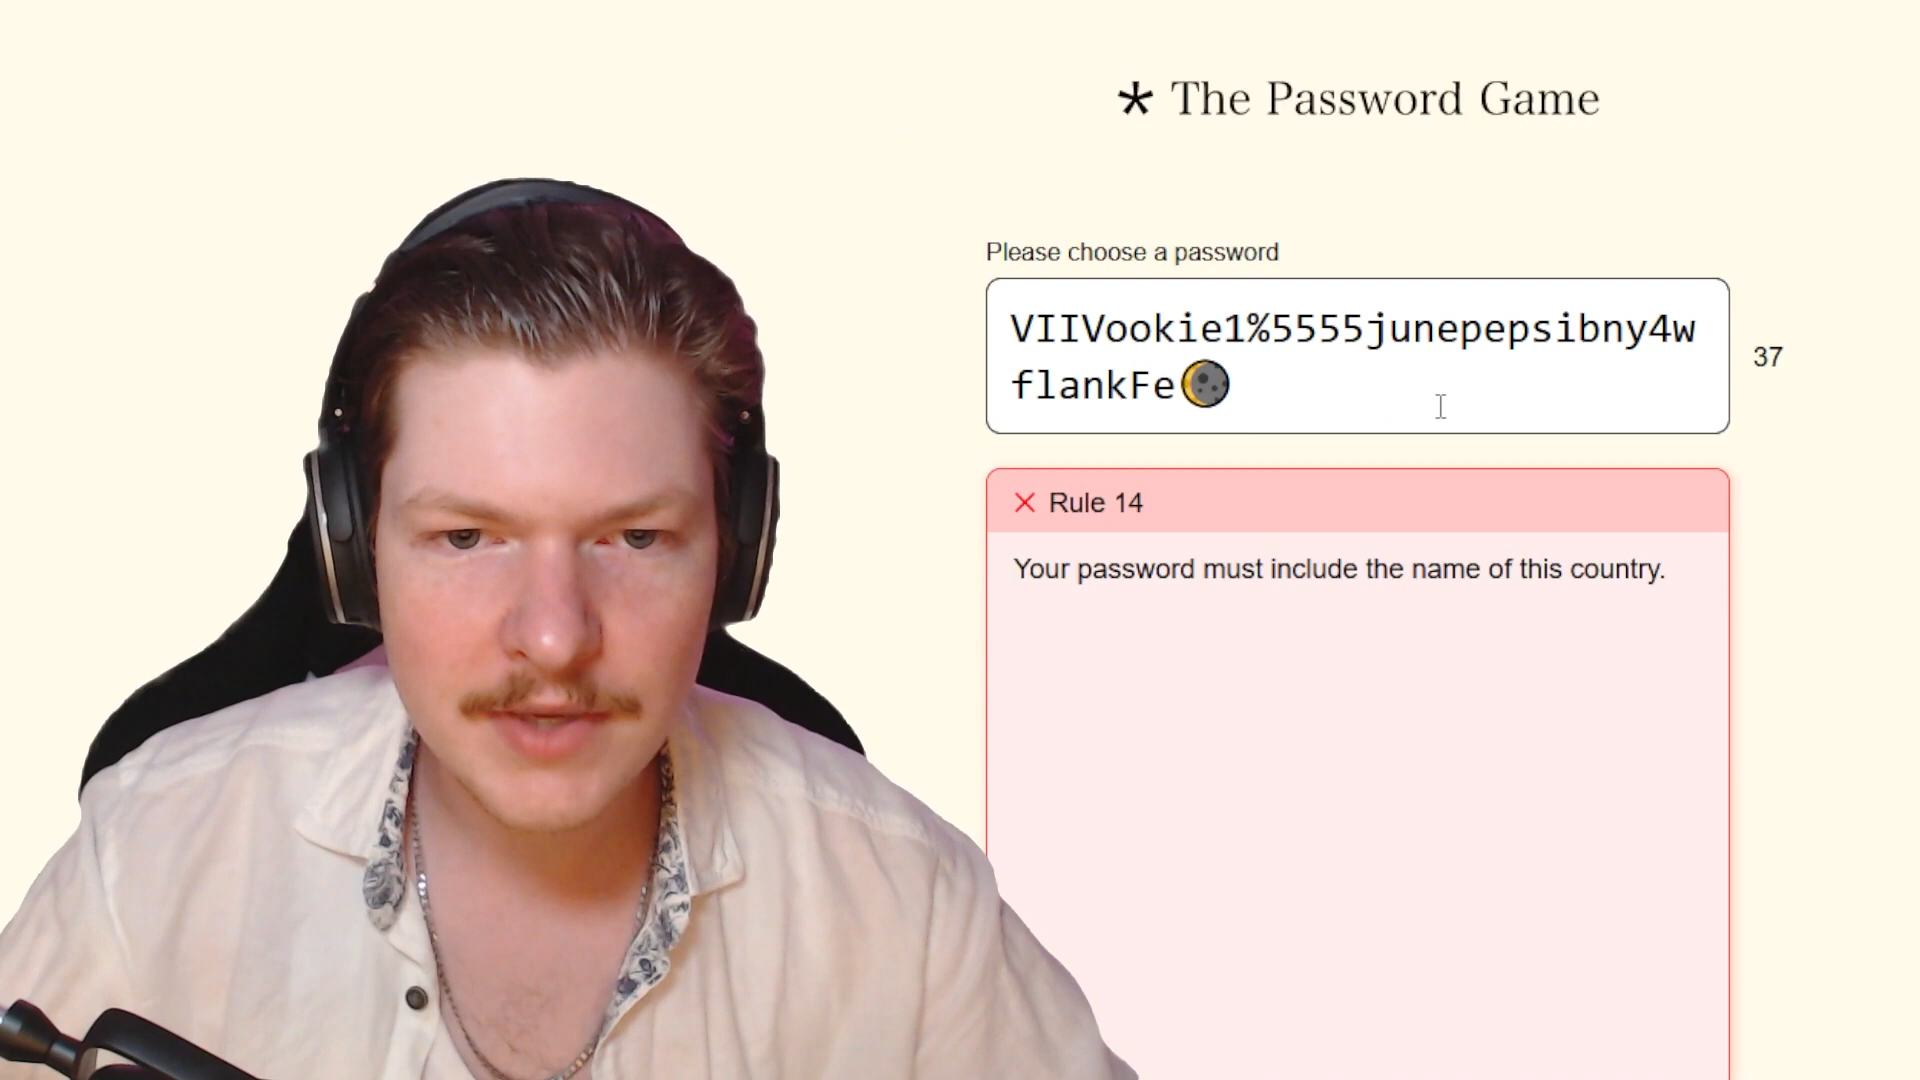 * The Password Game
Please choose a password
VIIVookie1%5555junepepsibny4w
flankFe🌘
37
Rule 14
Your password must include the name of this country.